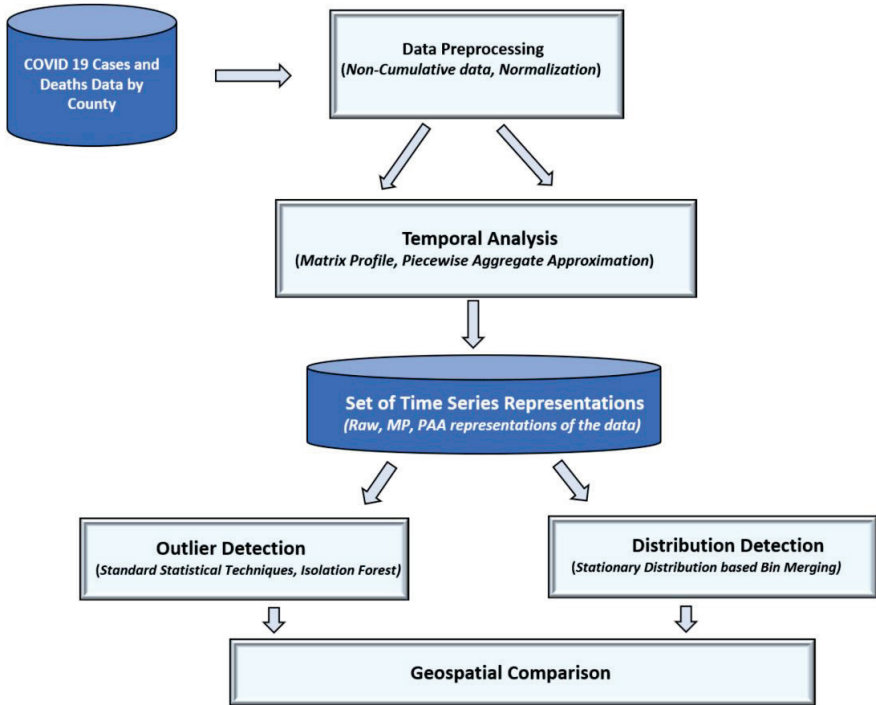 COVID 19 Cases and
Deaths Data by
County
Data Preprocessing
(Non-Cumulative data, Normalization)
Temporal Analysis
(Matrix Profile, Piecewise Aggregate Approximation)
Set of Time Series Representations
(Raw, MP, PAA representations of the data)
Outlier Detection
(Standard Statistical Techniques, Isolation Forest)
Distribution Detection
(Stationary Distribution based Bin Merging)
Geospatial Comparison